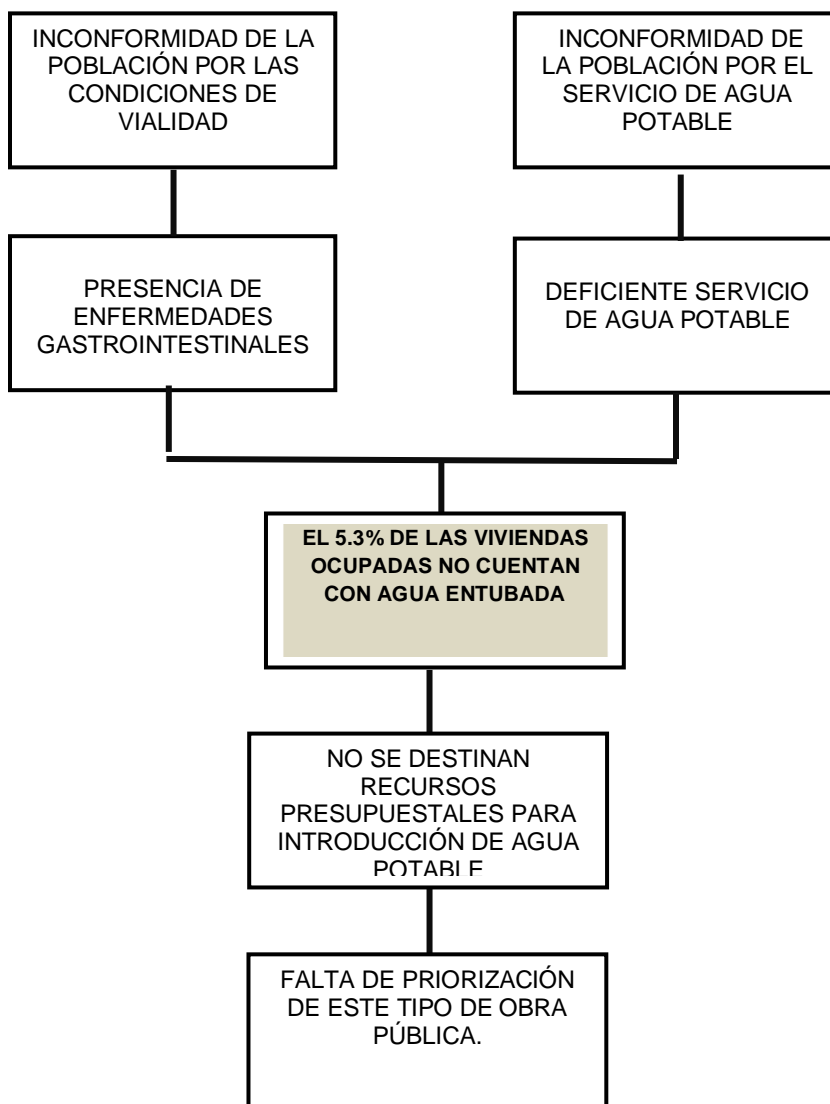 INCONFORMIDAD DE LA
POBLACIÓN POR LAS
CONDICIONES DE
VIALIDAD
INCONFORMIDAD DE
LA POBLACIÓN POR EL
SERVICIO DE AGUA
POTABLE
PRESENCIA DE
ENFERMEDADES
GASTROINTESTINALES
DEFICIENTE SERVICIO
DE AGUA POTABLE
EL 5.3% DE LAS VIVIENDAS
OCUPADAS NO CUENTAN
CON AGUA ENTUBADA
NO SE DESTINAN
RECURSOS
PRESUPUESTALES PARA
INTRODUCCIÓN DE AGUA
POTABLE
FALTA DE PRIORIZACIÓN
DE ESTE TIPO DE OBRA
PÚBLICA.